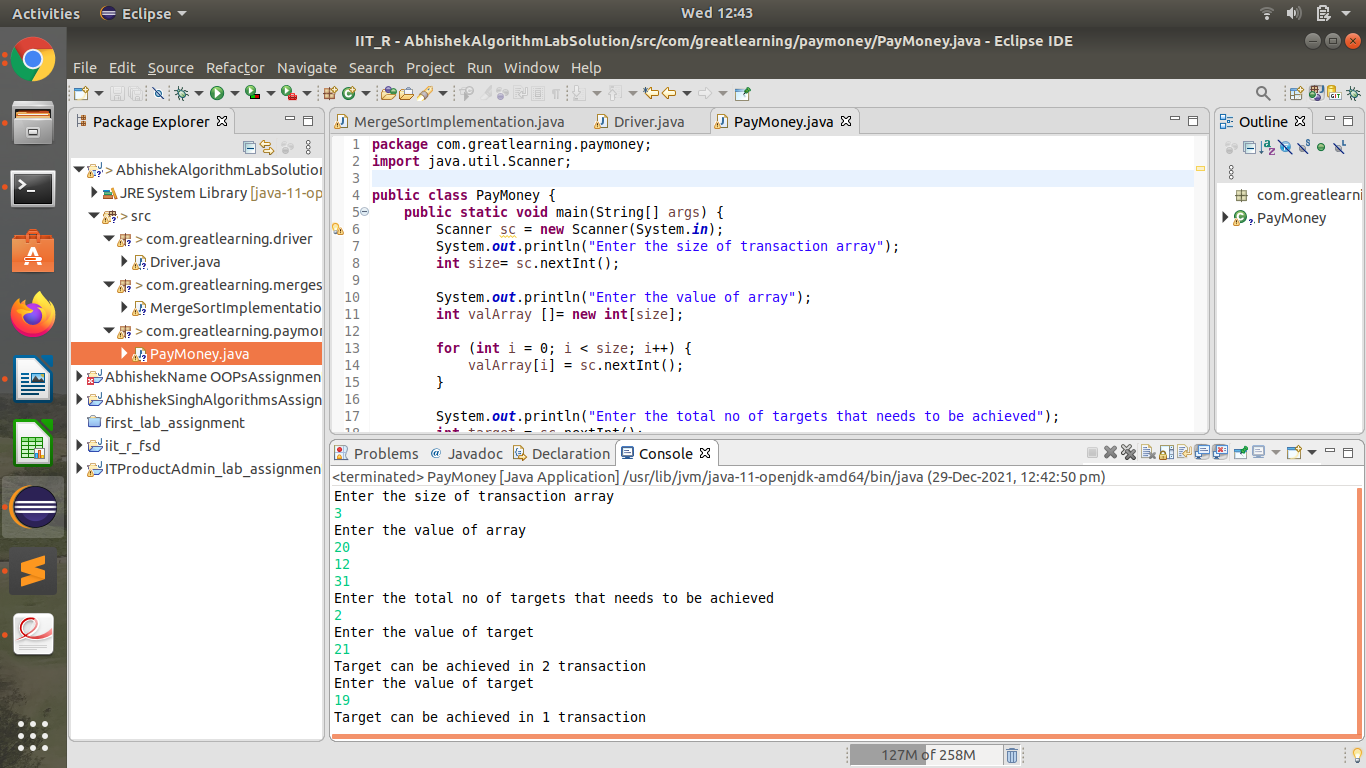 Activities
Eclipse
Wed 12:43
IIT_R - AbhishekAlgorithmLabSolution/src/com/greatlearning/paymoney/PayMoney.java - Eclipse IDE
File Edit Source Refactor Navigate Search Project Run Window Help
Package Explorer
> AbhishekAlgorithmLabSolution
JRE System Library [java-11-op
> src
> com.greatlearning.driver
Driver.java
> com.greatlearning.merges
MergeSortImplementatio
> com.greatlearning.paymor
PayMoney.java
AbhishekName OOPsAssignmen
AbhishekSinghAlgorithmsAssign
first_lab_assignment
iit_r_fsd
ITProductAdmin_lab_assignmen
MergeSortImplementation.java Driver.java PayMoney.java
1 package com.greatlearning.paymoney;
2 import java.util.Scanner;
3
4 public class PayMoney {
5 public static void main(String[] args) {
6 Scanner sc = new Scanner(System.in);
7 System.out.println("Enter the size of transaction array");
8 int size= sc.nextInt();
9
10 System.out.println("Enter the value of array");
11 int valArray []= new int[size];
12
13 for (int i = 0; i < size; i++) {
14 valArray[i] = sc.nextInt();
15 }
16
17 System.out.println("Enter the total no of targets that needs to be achieved");
18 int target = sc.nextInt();
Outline
com.greatlearni
PayMoney
Problems @ Javadoc Declaration Console
<terminated> PayMoney [Java Application] /usr/lib/jvm/java-11-openjdk-amd64/bin/java (29-Dec-2021, 12:42:50 pm)
Enter the size of transaction array
3
Enter the value of array
20
12
31
Enter the total no of targets that needs to be achieved
2
Enter the value of target
21
Target can be achieved in 2 transaction
Enter the value of target
19
Target can be achieved in 1 transaction
127M of 258M